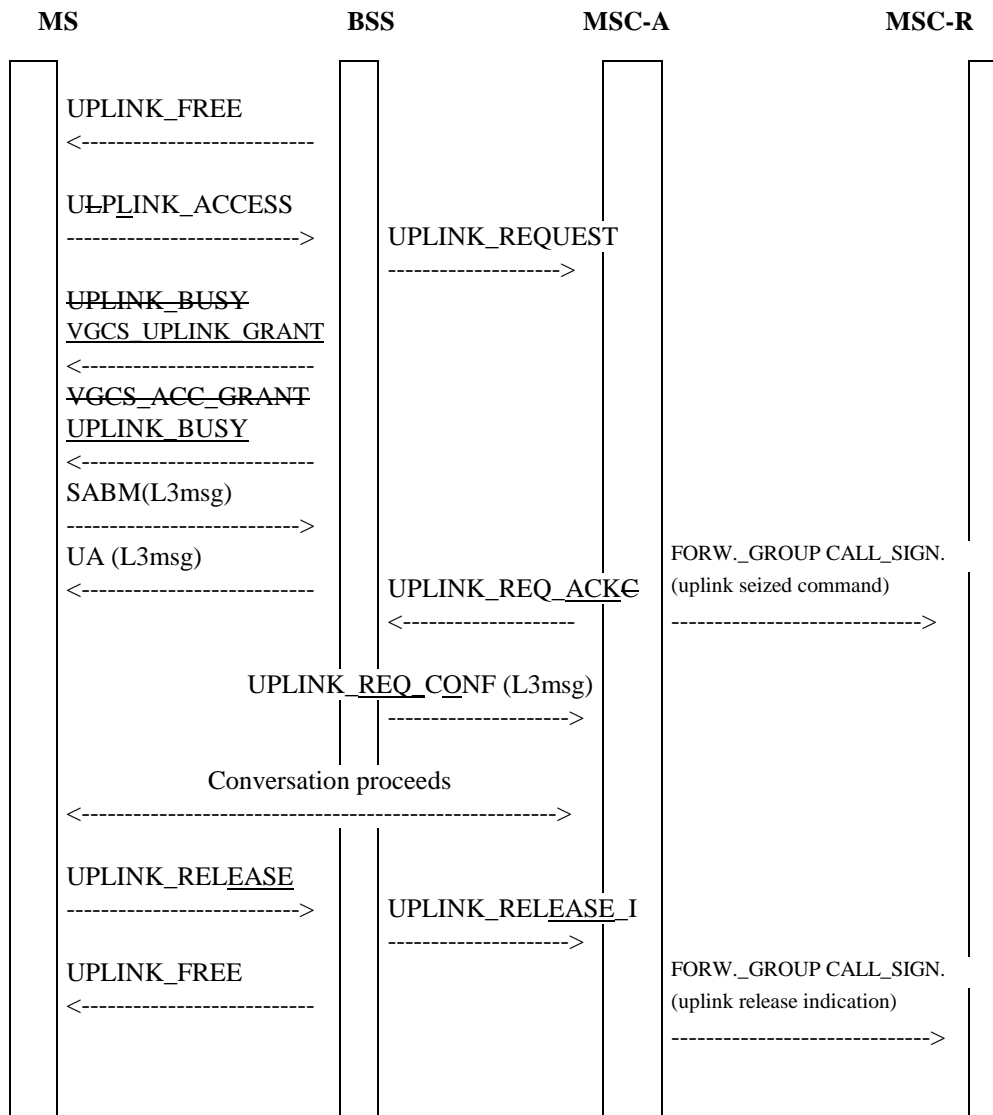 MS BSS MSC-A MSC-R
UPLINK_FREE
<---------------------------
ULPLINK_ACCESS
---------------------------> UPLINK_REQUEST
-------------------->
UPLINK_BUSY
VGCS_UPLINK_GRANT
<---------------------------
VGCS_ACC_GRANT
UPLINK_BUSY
<---------------------------
SABM(L3msg)
--------------------------->
UA (L3msg) FORW._GROUP CALL_SIGN.
<--------------------------- UPLINK_REQ_ACKC (uplink seized command)
<-------------------- ----------------------------->
UPLINK_REQ_CONF (L3msg)
--------------------->
Conversation proceeds
<------------------------------------------------------->
UPLINK_RELEASE
---------------------------> UPLINK_RELEASE_I
--------------------->
UPLINK_FREE FORW._GROUP CALL_SIGN.
<--------------------------- (uplink release indication)
------------------------------>